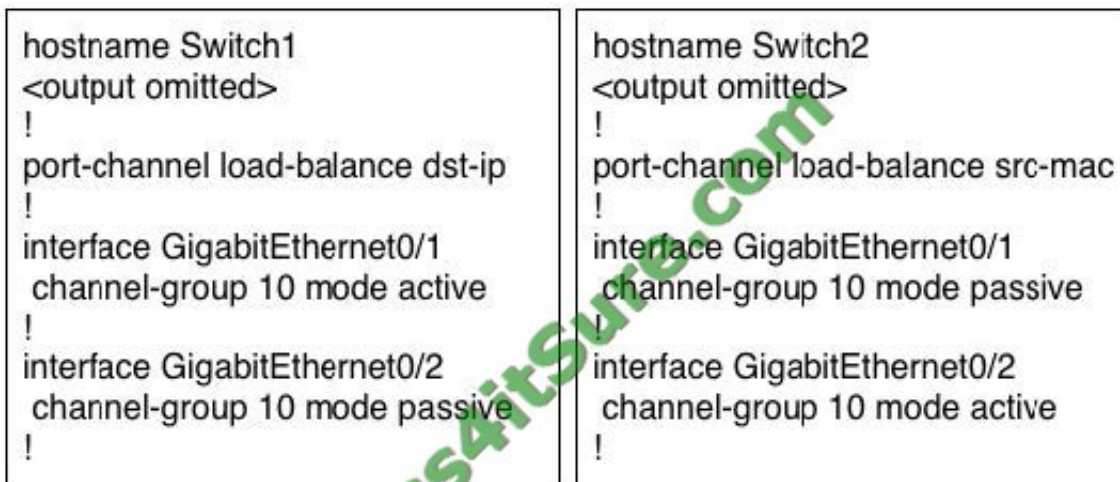 hostname Switch1
<output omitted>
!
port-channel load-balance dst-ip
!
interface GigabitEthernet0/1
channel-group 10 mode active
!
interface GigabitEthernet0/2
channel-group 10 mode passive
!
hostname Switch2
<output omitted>
!
port-channel load-balance src-mac
!
interface GigabitEthernet0/1
channel-group 10 mode passive
!
interface GigabitEthernet0/2
channel-group 10 mode active
!
s4itSure.com